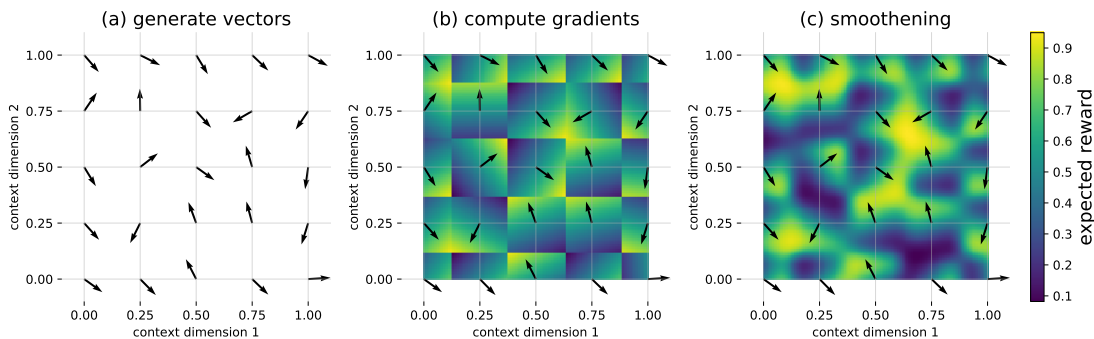 (a) generate vectors
1.00
0.75
0.50
0.25
0.00
context dimension 2
0.00 0.25 0.50 0.75 1.00
context dimension 1
(b) compute gradients
1.00
0.75
0.50
0.25
0.00
context dimension 2
0.00 0.25 0.50 0.75 1.00
context dimension 1
(c) smoothening
1.00
0.75
0.50
0.25
0.00
context dimension 2
0.00 0.25 0.50 0.75 1.00
context dimension 1
0.9
0.8
0.7
0.6
0.5
0.4
0.3
0.2
0.1
expected reward